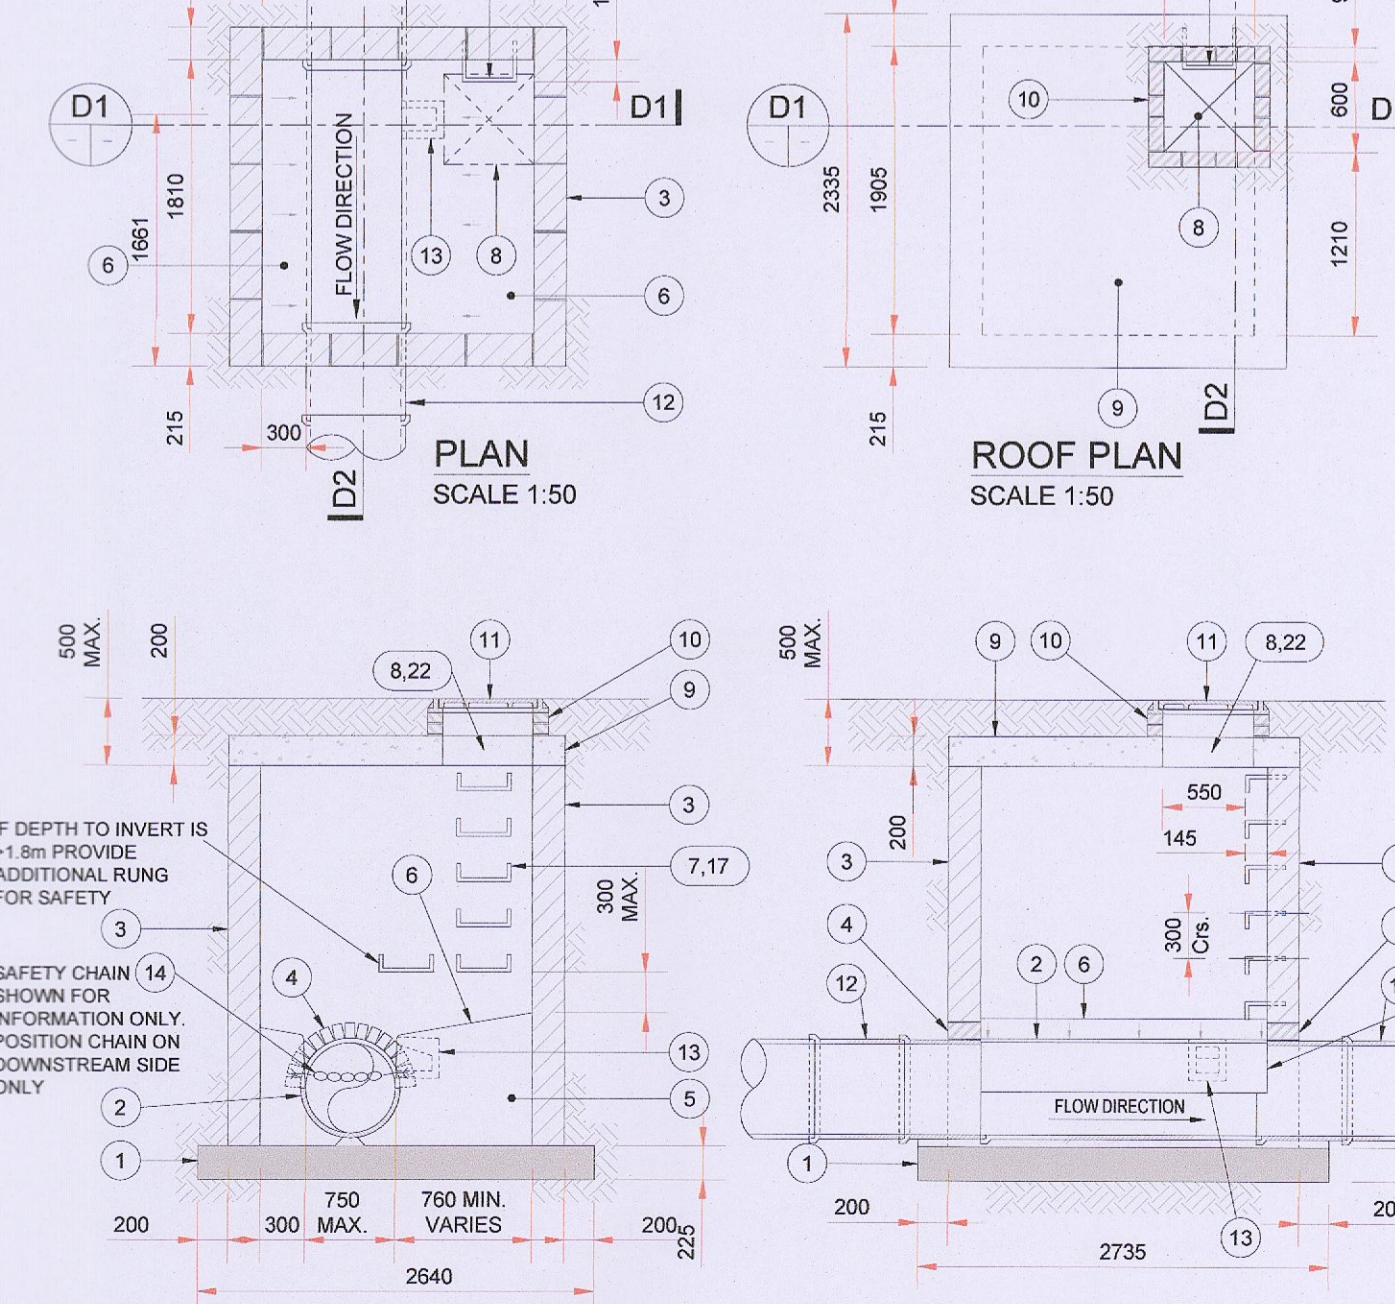 D1
D1
1810
1661
6
FLOW DIRECTION
13
8
3
6
12
215
300
D2
PLAN
SCALE 1:50
D1
10
600
D
2335
1905
8
1210
9
215
D2
ROOF PLAN
SCALE 1:50
500
MAX.
200
8,22
11
10
9
3
7,17
IF DEPTH TO INVERT IS
>1.8m PROVIDE
ADDITIONAL RUNG
FOR SAFETY
6
300
MAX.
3
SAFETY CHAIN
14
SHOWN FOR
INFORMATION ONLY.
POSITION CHAIN ON
DOWNSTREAM SIDE
ONLY
4
13
2
5
1
200
300
750
MAX.
760 MIN.
VARIES
200
225
2640
500
MAX.
9
10
11
8,22
550
200
145
3
4
300
Crs.
2
6
12
FLOW DIRECTION
1
200
13
20
2735